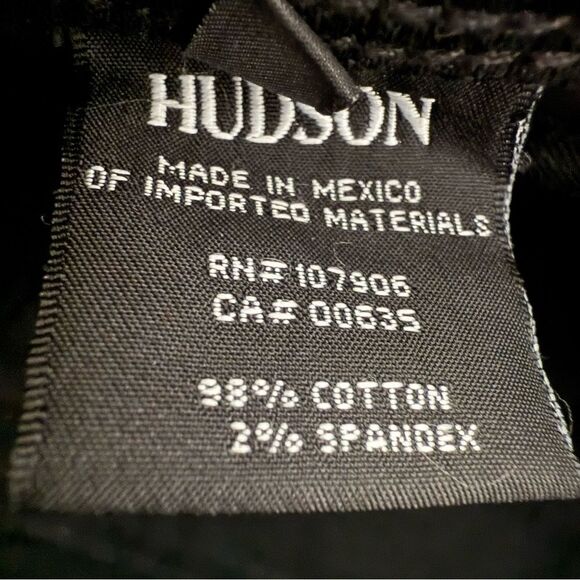 HUDSON
MADE IN MEXICO
OF IMPORTED MATERIALS
RN# 107906
CA# 00635
98% COTTON
2% SPANDEX